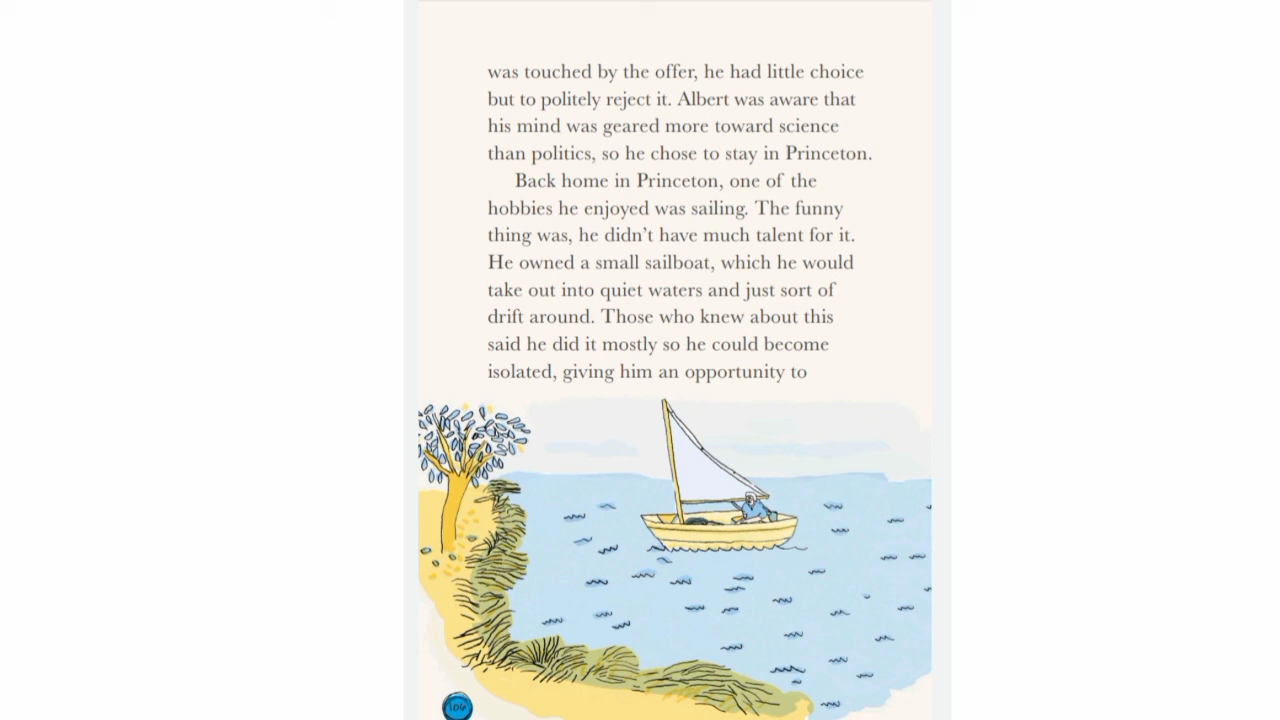 was touched by the offer, he had little choice
but to politely reject it. Albert was aware that
his mind was geared more toward science
than politics, so he chose to stay in Princeton.
Back home in Princeton, one of the
hobbies he enjoyed was sailing. The funny
thing was, he didn’t have much talent for it.
He owned a small sailboat, which he would
take out into quiet waters and just sort of
drift around. Those who knew about this
said he did it mostly so he could become
isolated, giving him an opportunity to
106